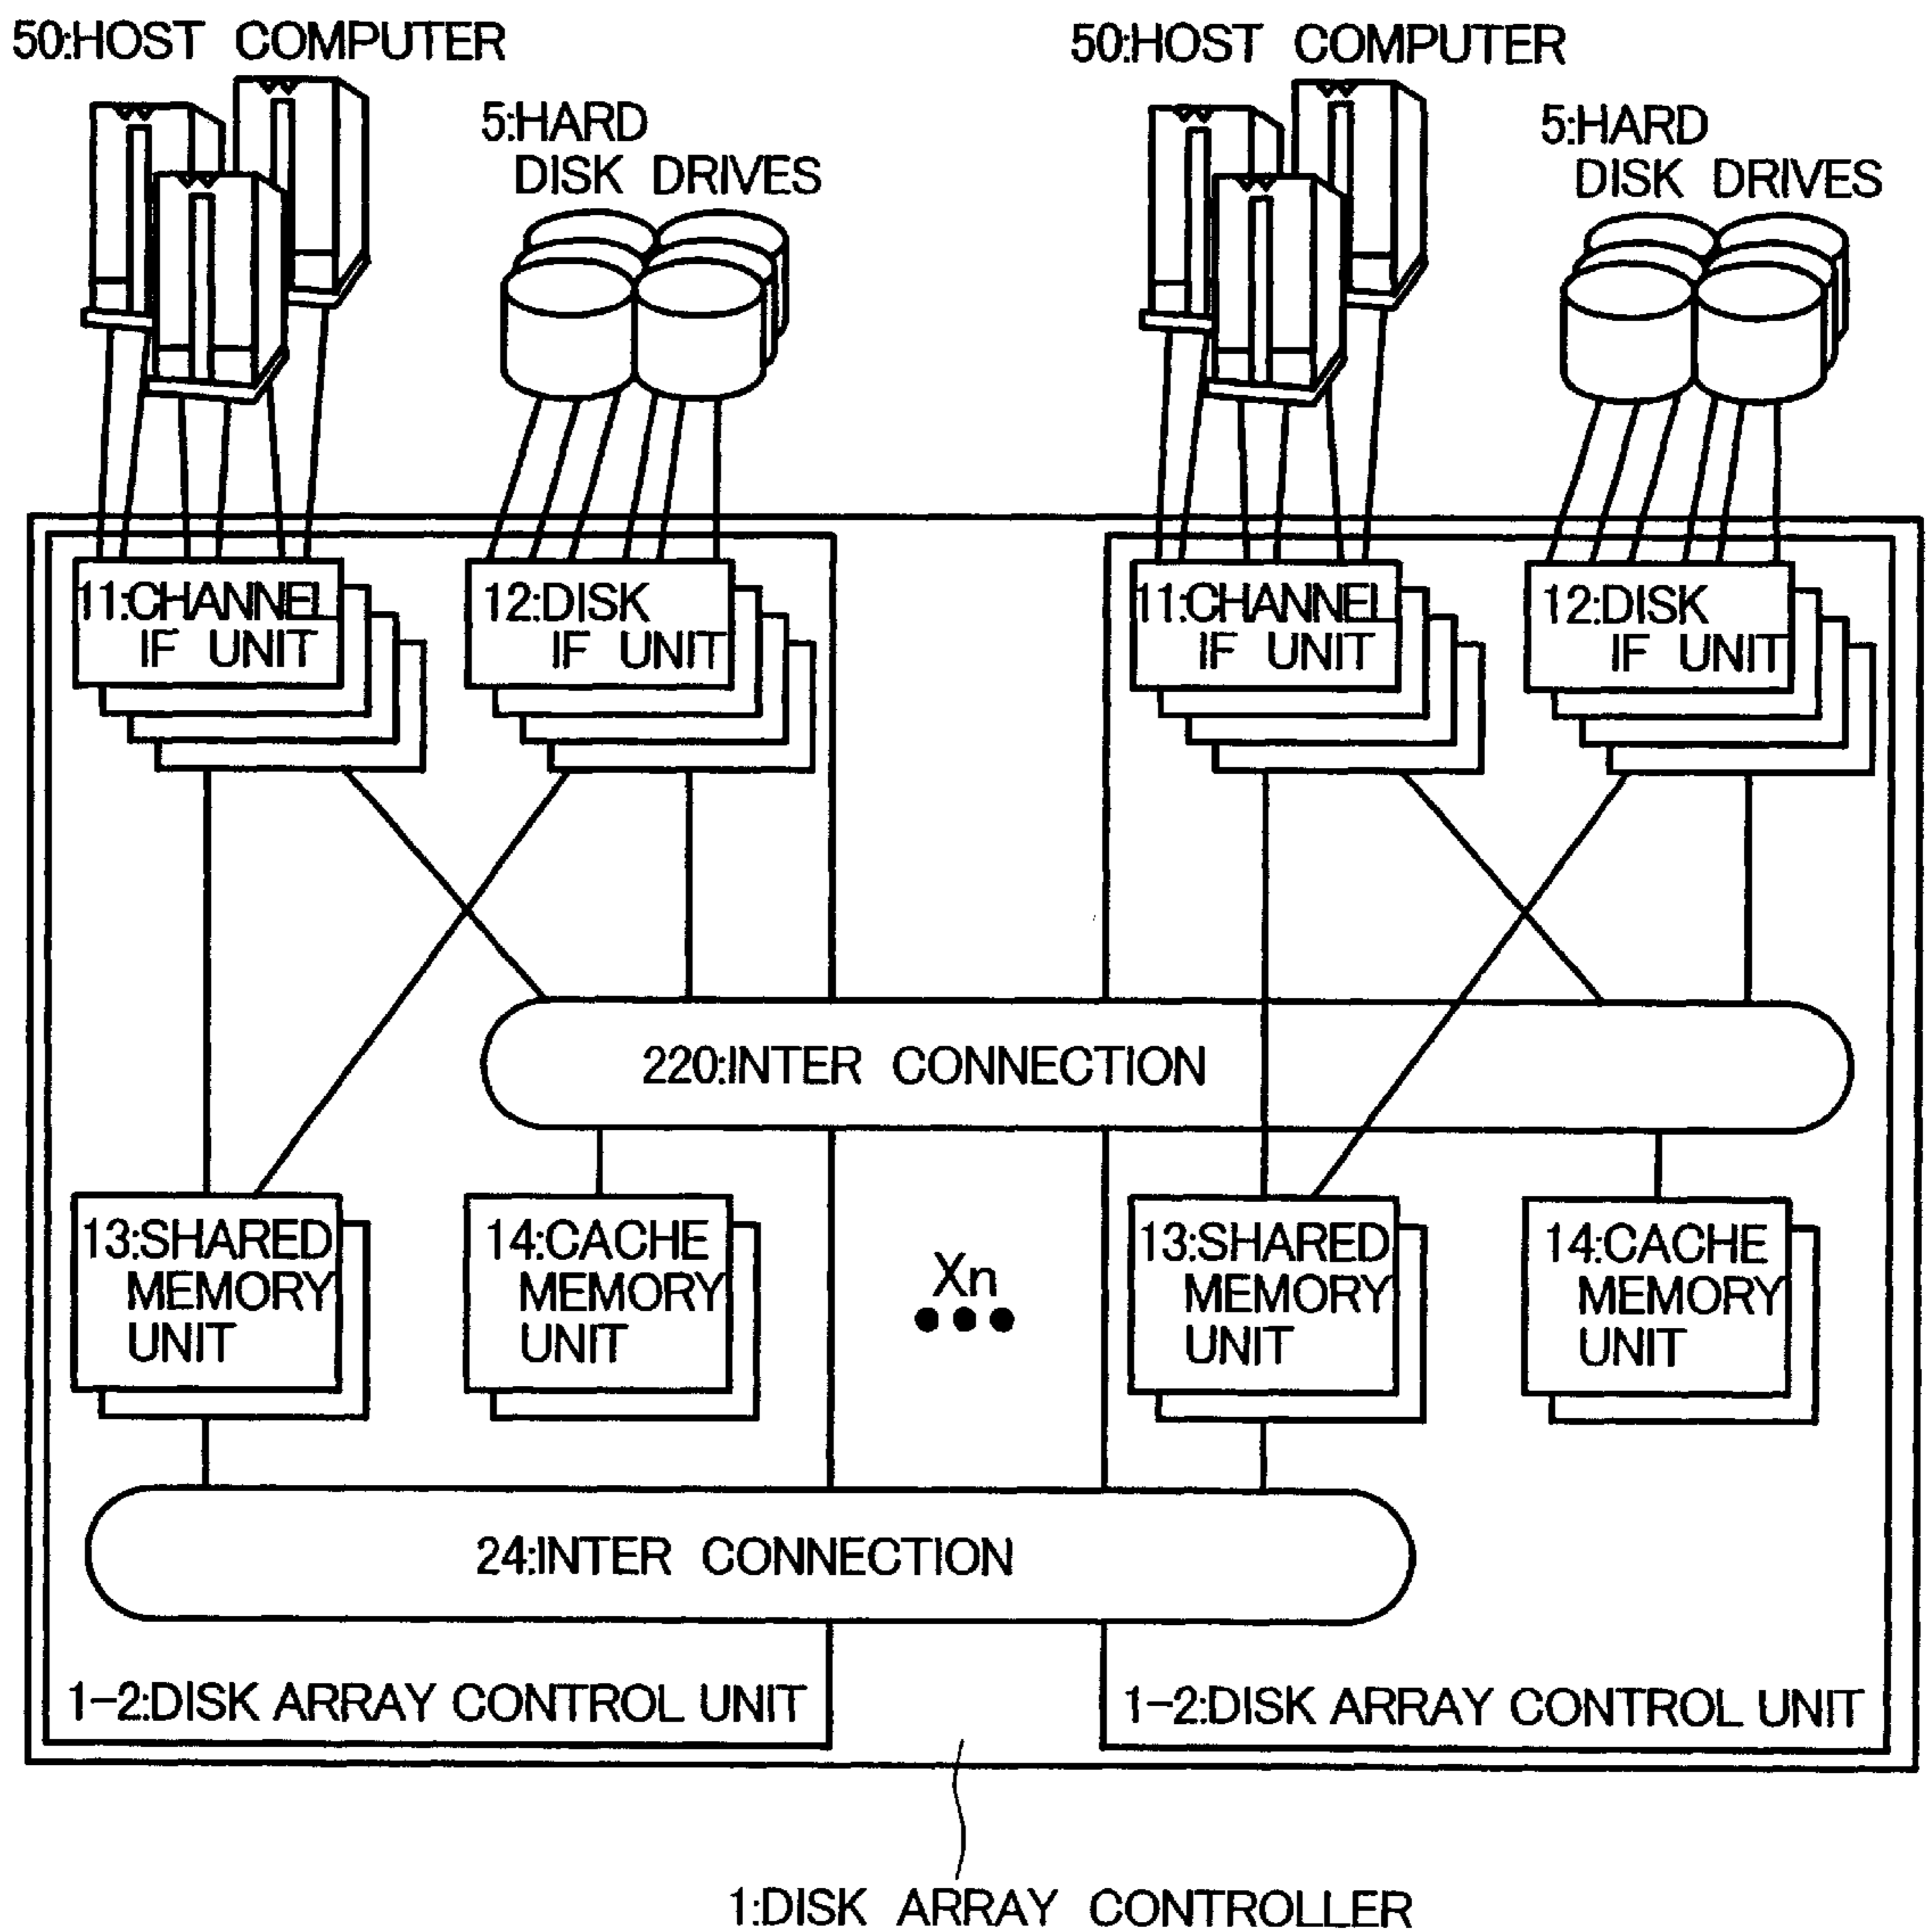 50:HOST COMPUTER
50:HOST COMPUTER
5:HARD
DISK DRIVES
5:HARD
DISK DRIVES
11:CHANNEL
IF UNIT
12:DISK
IF UNIT
11:CHANNEL
IF UNIT
12:DISK
IF UNIT
220:INTER CONNECTION
13:SHARED
MEMORY
UNIT
14:CACHE
MEMORY
UNIT
Xn
13:SHARED
MEMORY
UNIT
14:CACHE
MEMORY
UNIT
24:INTER CONNECTION
1-2:DISK ARRAY CONTROL UNIT
1-2:DISK ARRAY CONTROL UNIT
1:DISK ARRAY CONTROLLER